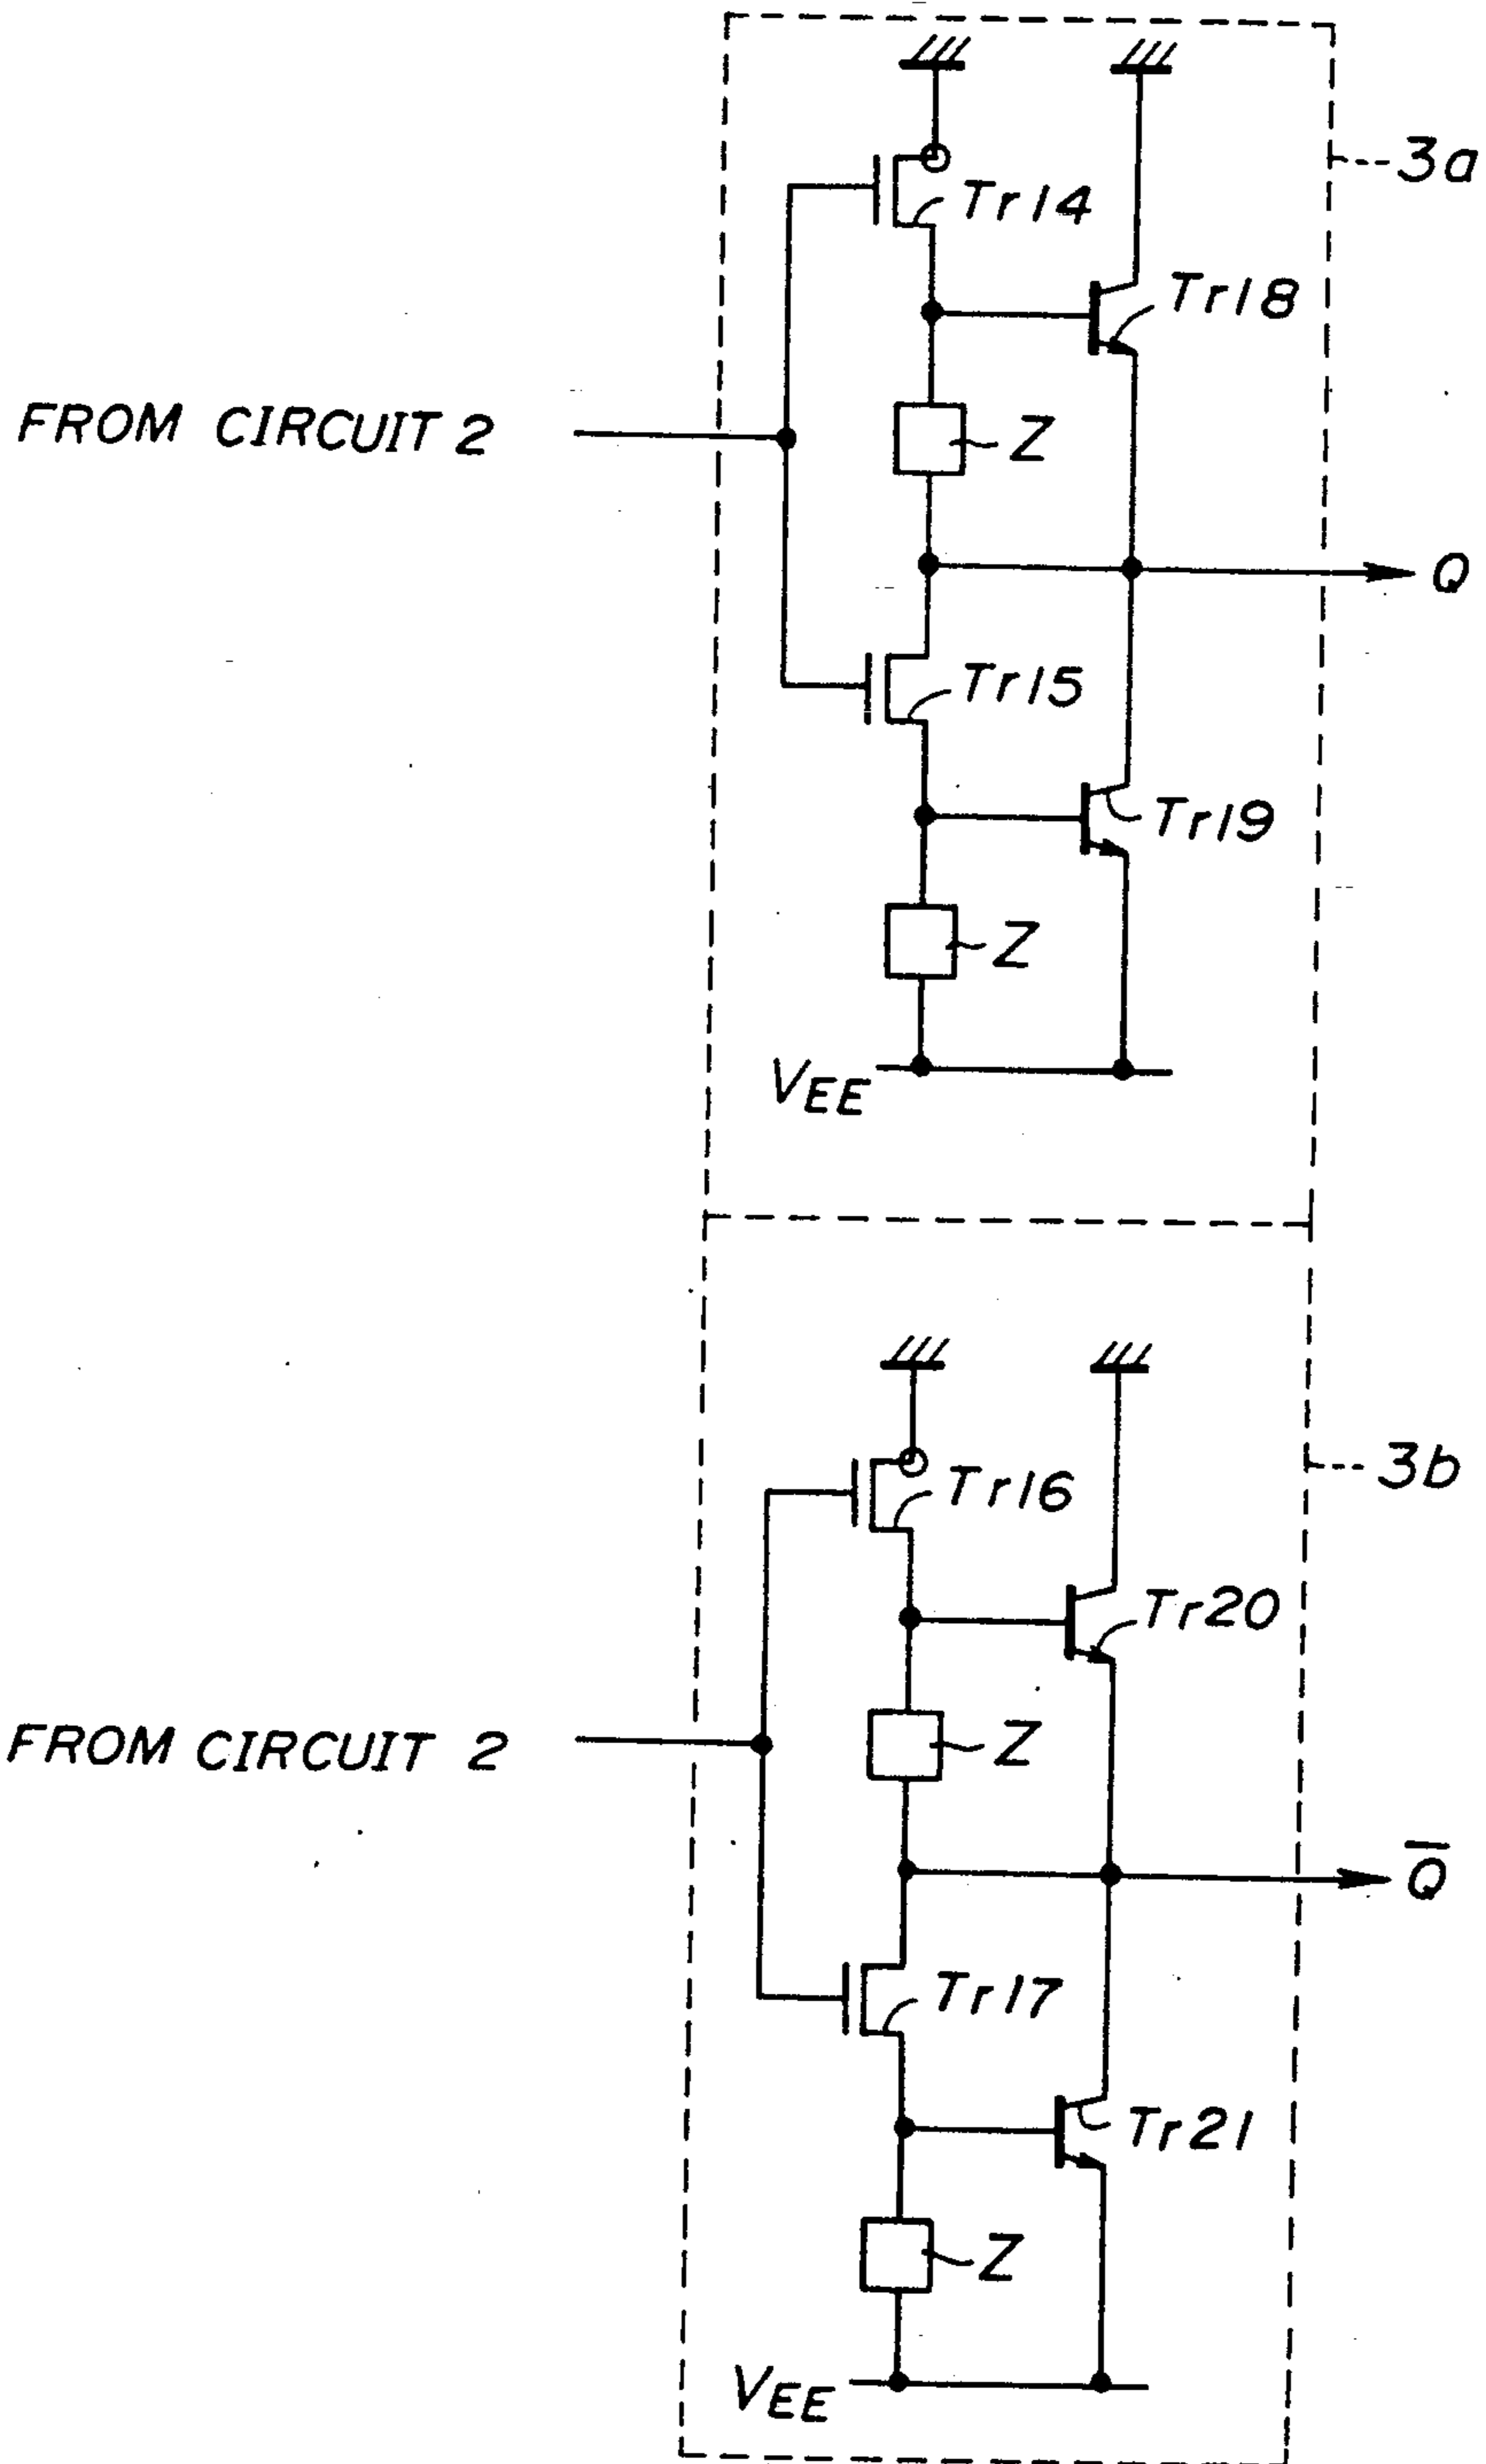 3a
Tr14
Tr18
FROM CIRCUIT 2
Z
Q
Tr15
Tr19
Z
VEE
3b
Tr16
Tr20
FROM CIRCUIT 2
Z
Q̅
Tr17
Tr21
Z
VEE